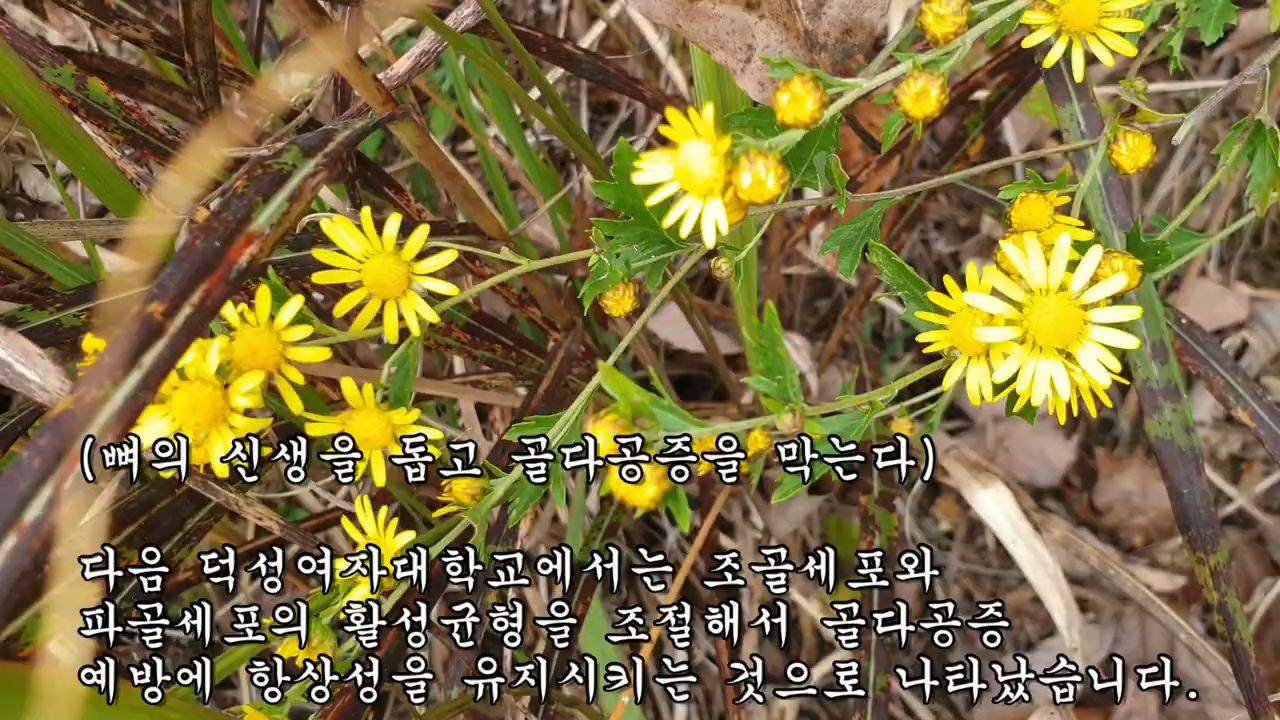 (뼈의 신생을 돕고 골다공증을 막는다)
다음 덕성여자대학교에서는 조골세포와
파골세포의 활성균형을 조절해서 골다공증
예방에 항상성을 유지시키는 것으로 나타났습니다.